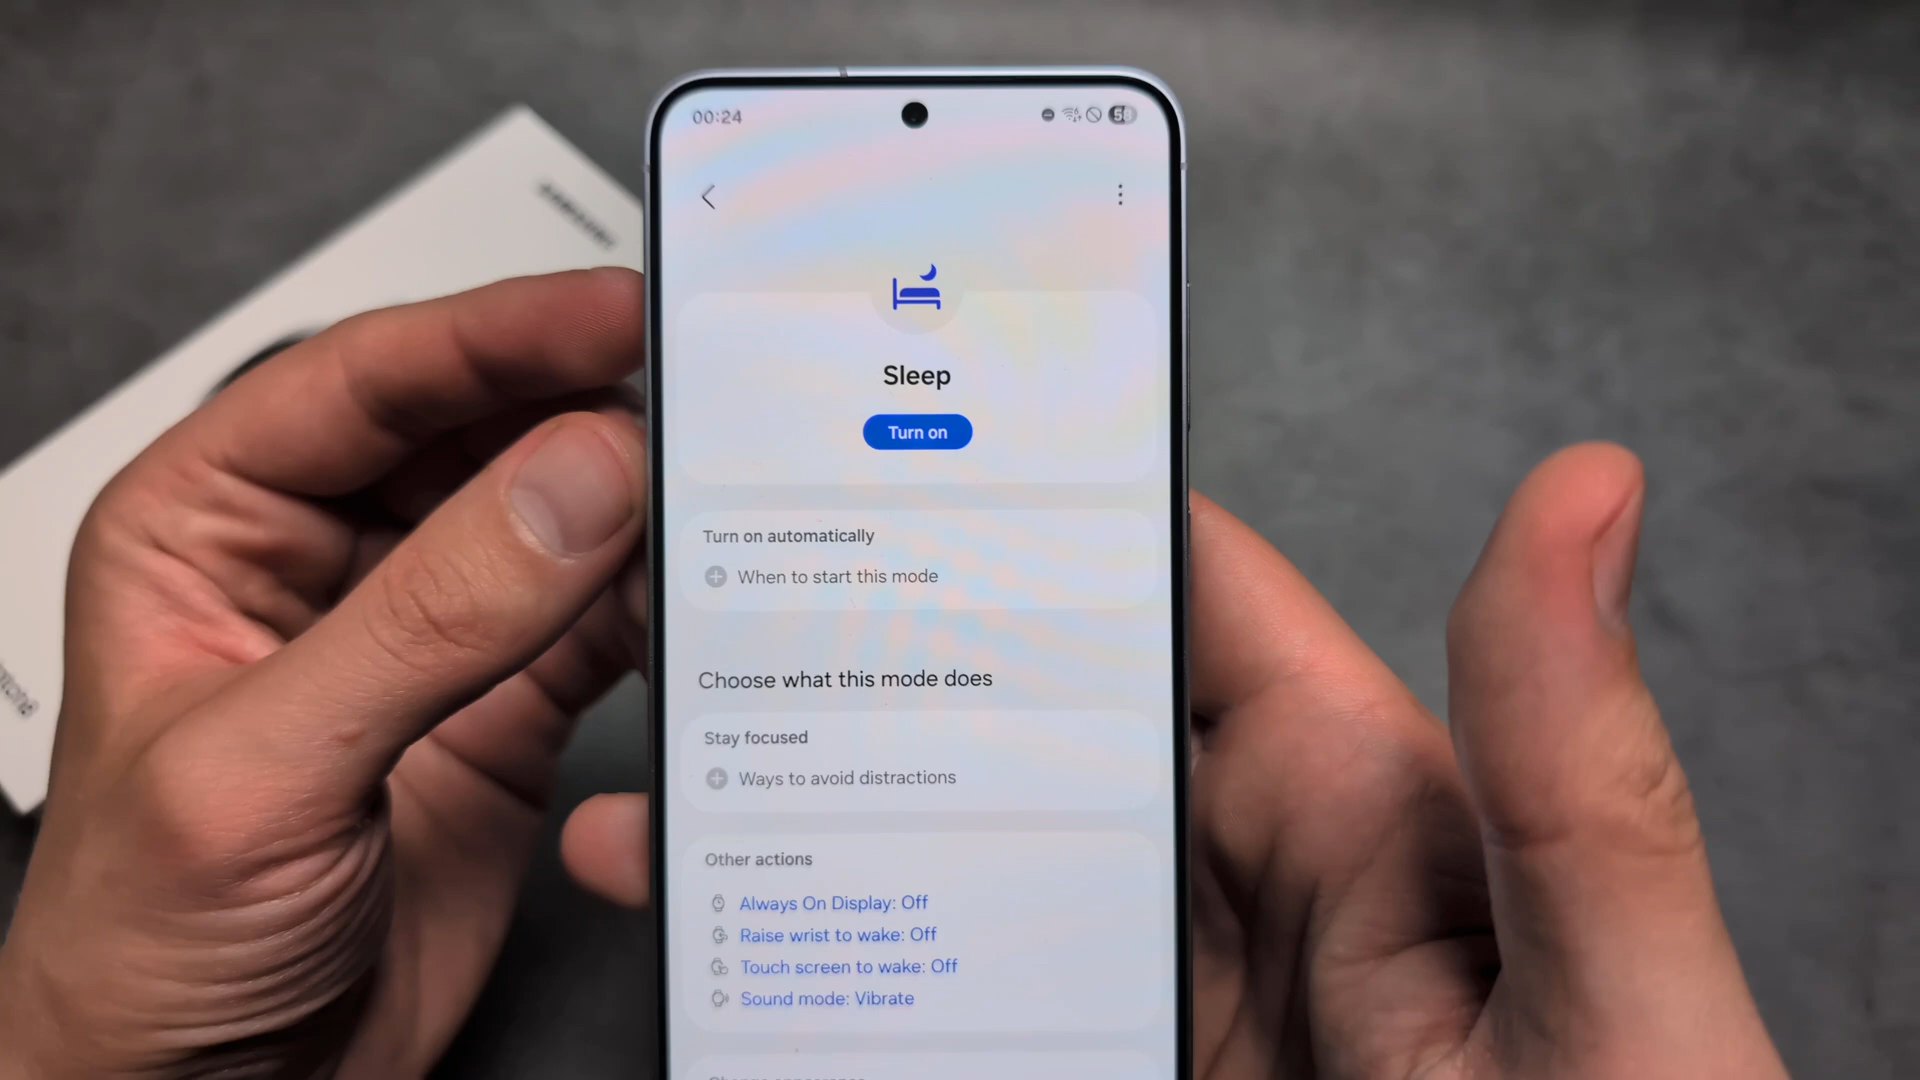 00:24
SAMSUNG
Sleep
Turn on
Turn on automatically
When to start this mode
Choose what this mode does
Stay focused
Ways to avoid distractions
Other actions
Always On Display: Off
Raise wrist to wake: Off
Touch screen to wake: Off
Sound mode: Vibrate